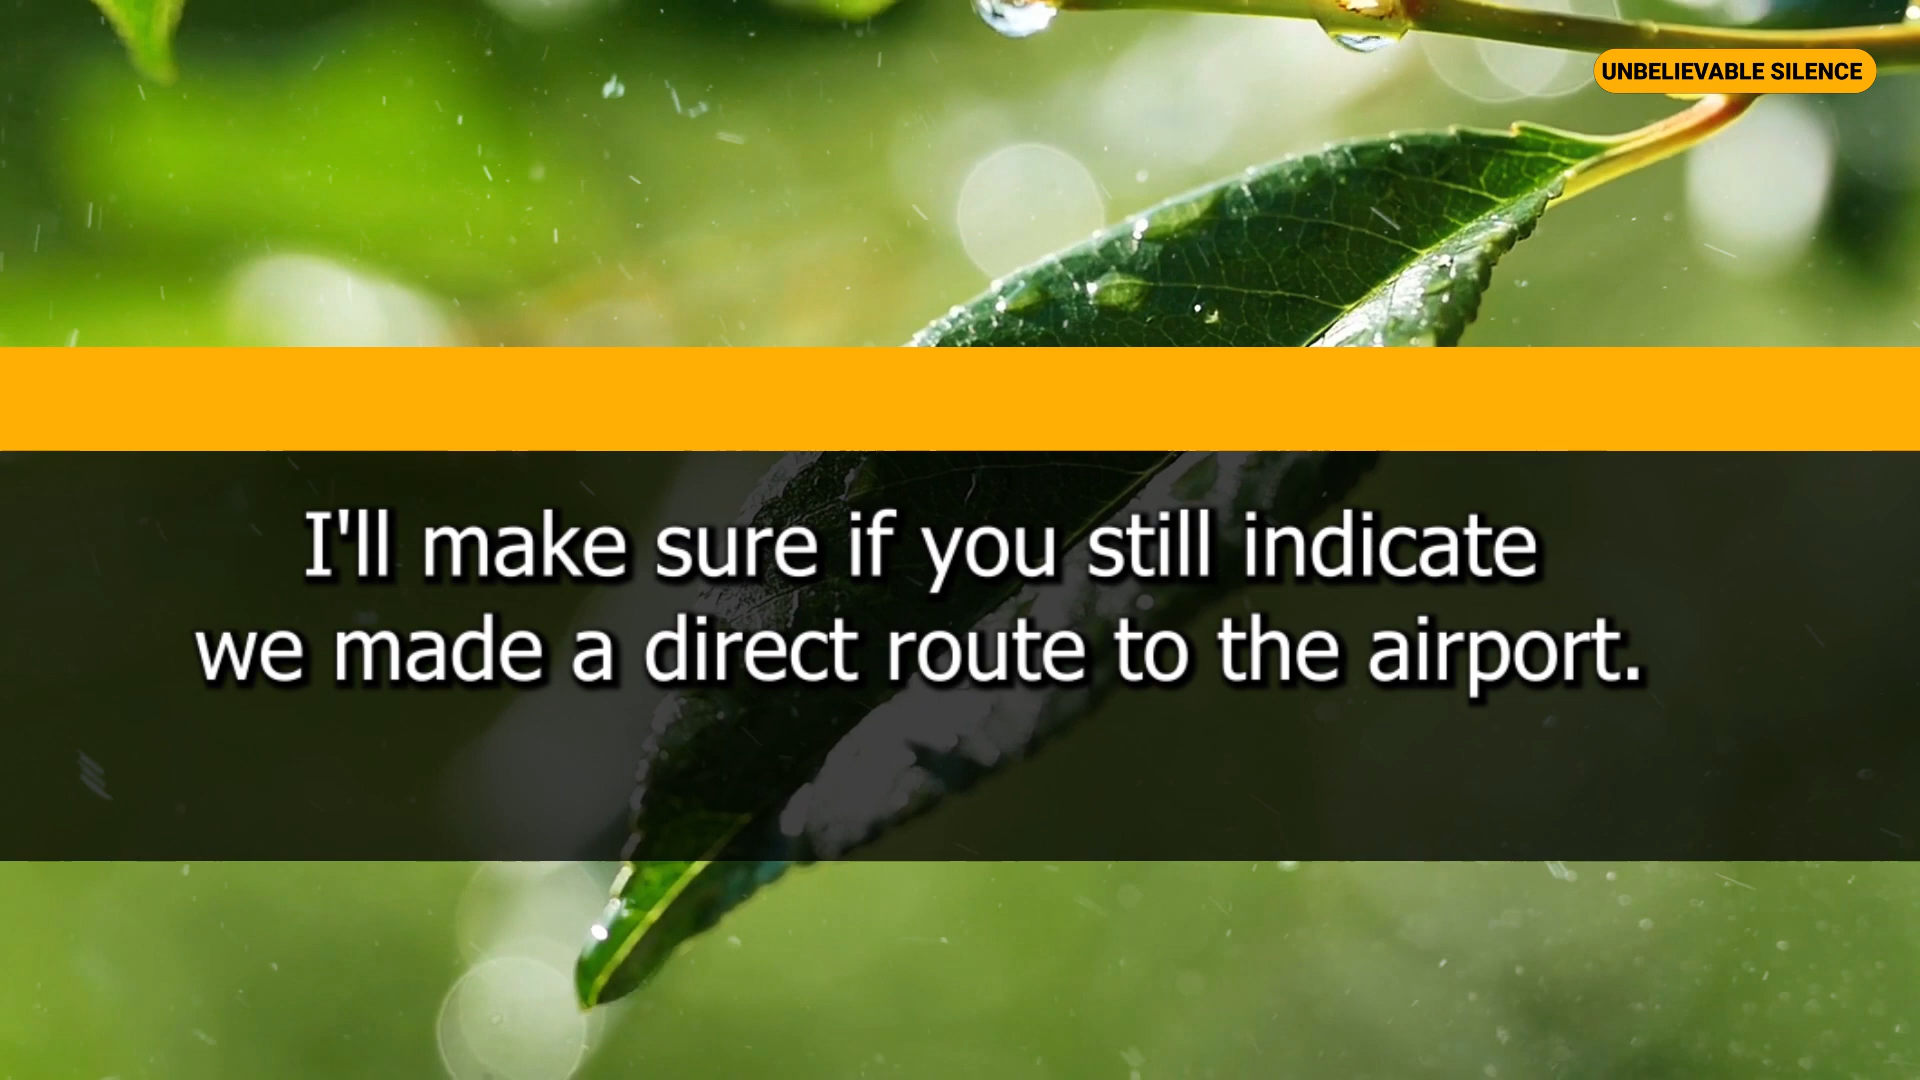 UNBELIEVABLE SILENCE
I'll make sure if you still indicate
we made a direct route to the airport.